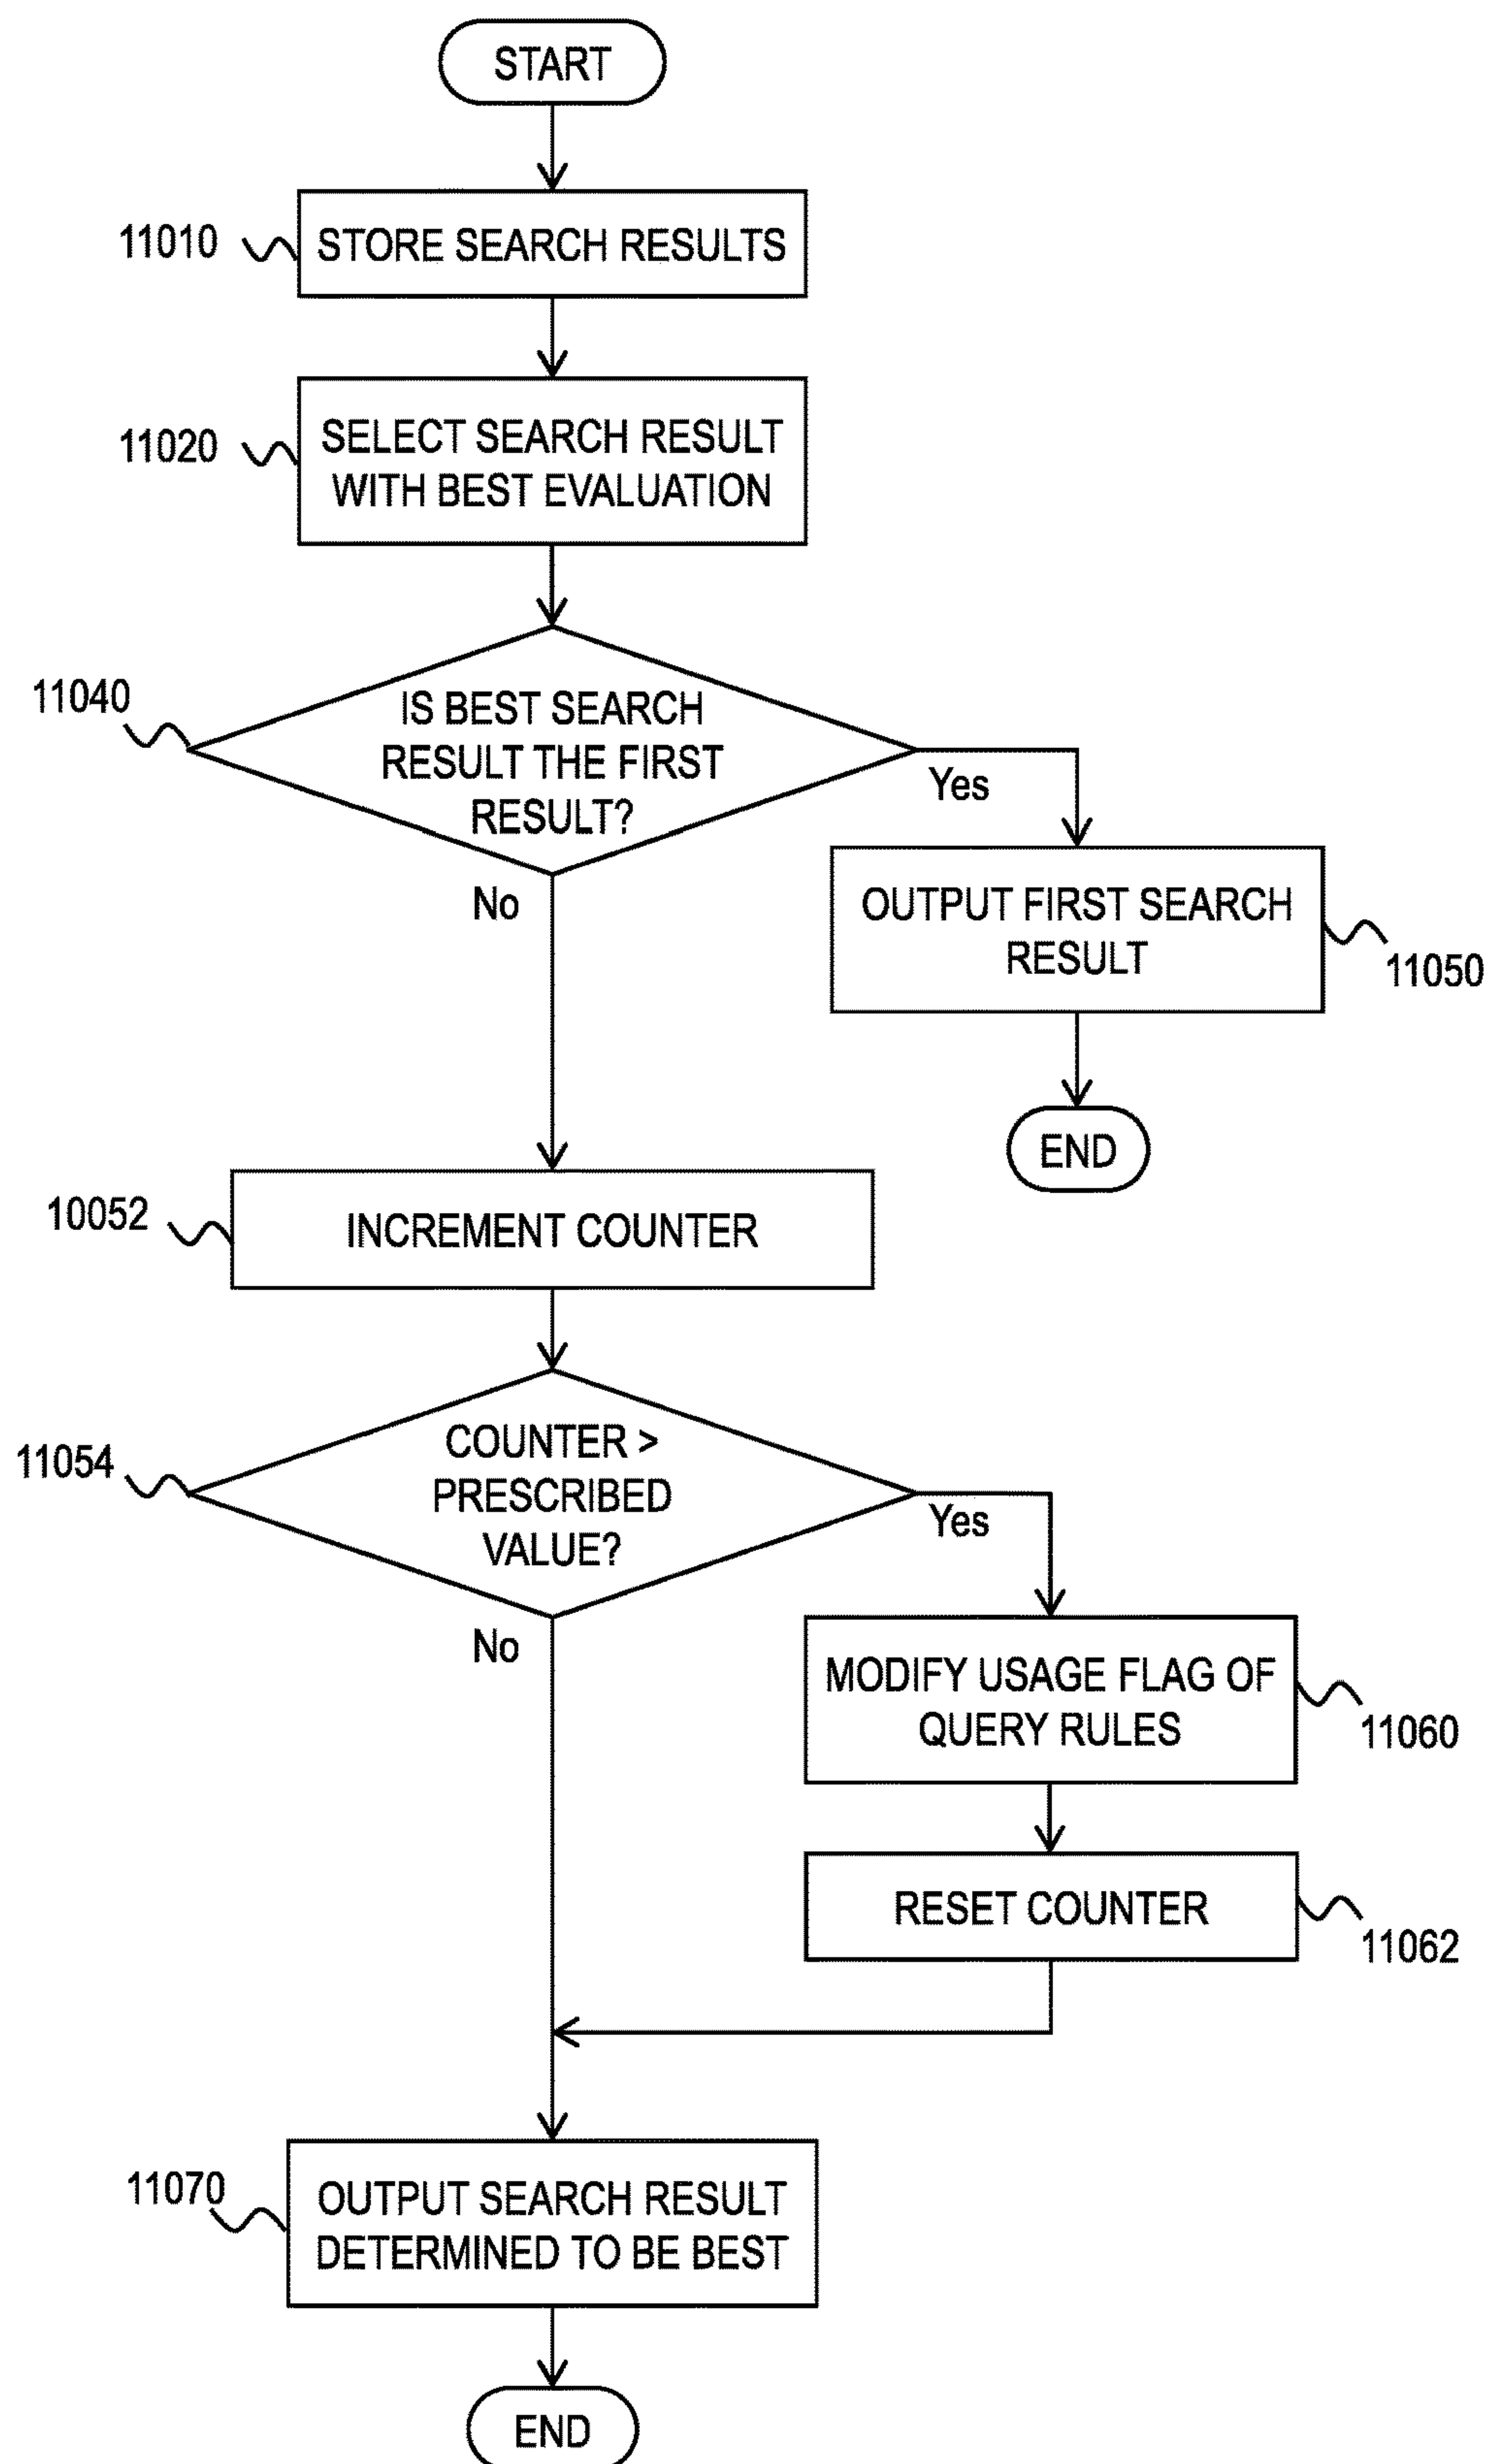 START
11010
STORE SEARCH RESULTS
11020
SELECT SEARCH RESULT
WITH BEST EVALUATION
11040
IS BEST SEARCH
RESULT THE FIRST
RESULT?
Yes
No
OUTPUT FIRST SEARCH
RESULT
11050
END
10052
INCREMENT COUNTER
11054
COUNTER >
PRESCRIBED
VALUE?
Yes
No
MODIFY USAGE FLAG OF
QUERY RULES
11060
RESET COUNTER
11062
11070
OUTPUT SEARCH RESULT
DETERMINED TO BE BEST
END